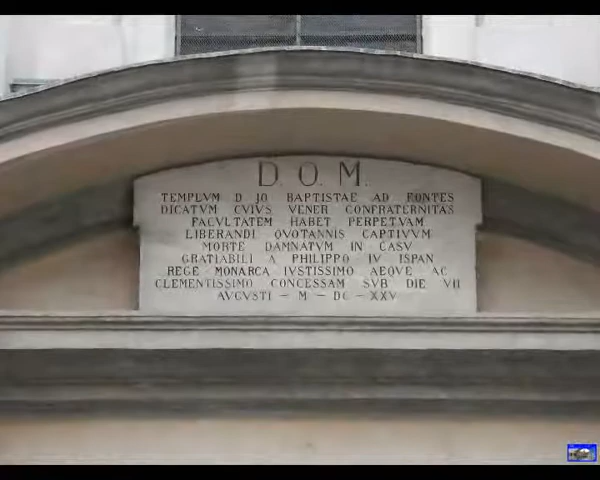 D. O. M.
TEMPLVM D JO BAPTISTAE AD FONTES
DICATVM CVIVS VENER CONFRATERNITAS
FACVLTATEM HABET PERPETVAM
LIBERANDI QVOTANNIS CAPTIVVM
MORTE DAMNATVM IN CASV
GRATIABILI A PHILIPPO IV ISPAN
REGE MONARCA IVSTISSIMO AEQVE AC
CLEMENTISSIMO CONCESSAM SVB DIE VII
AVGVSTI — M — DC — XXV